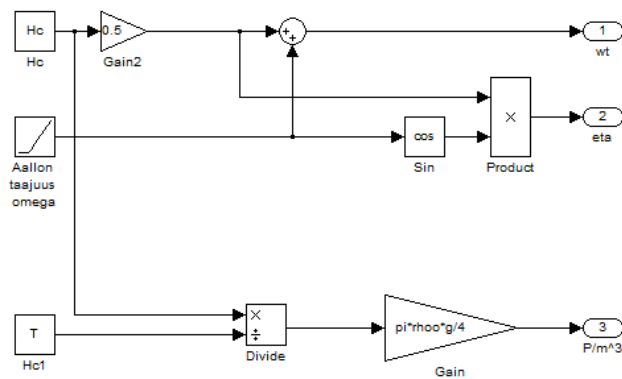 Hc
Hc
0.5
Gain2
+
+
1
wt
Aallon
taajuus
omega
cos
Sin
×
Product
2
eta
T
Hc1
×
÷
Divide
pi*rhoo*g/4
Gain
3
P/m^3